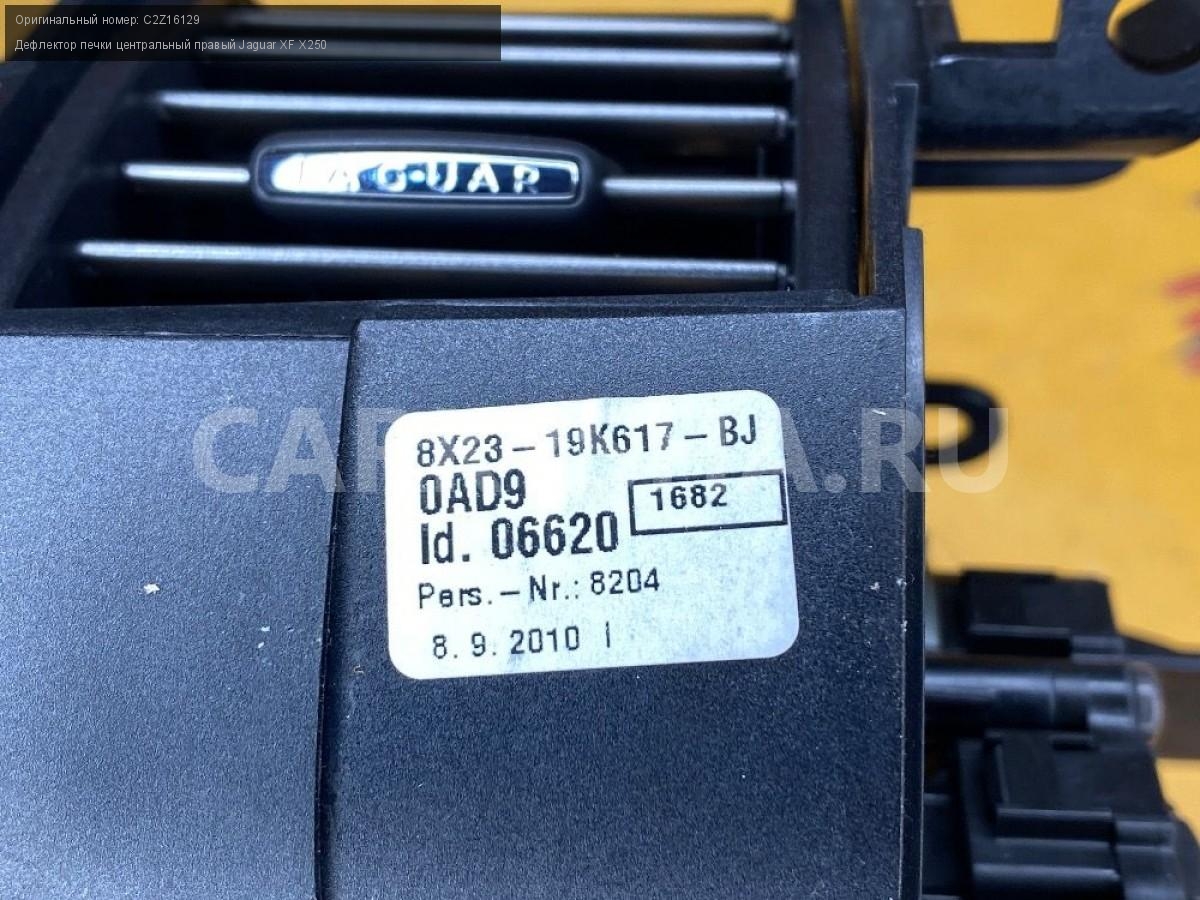 Оригинальный номер: C2Z16129
Дефлектор печки центральный правый Jaguar XF X250
JAGUAR
8X23-19K617-BJ
0AD9
1682
Id. 06620
Pers.-Nr.: 8204
8. 9. 2010 I